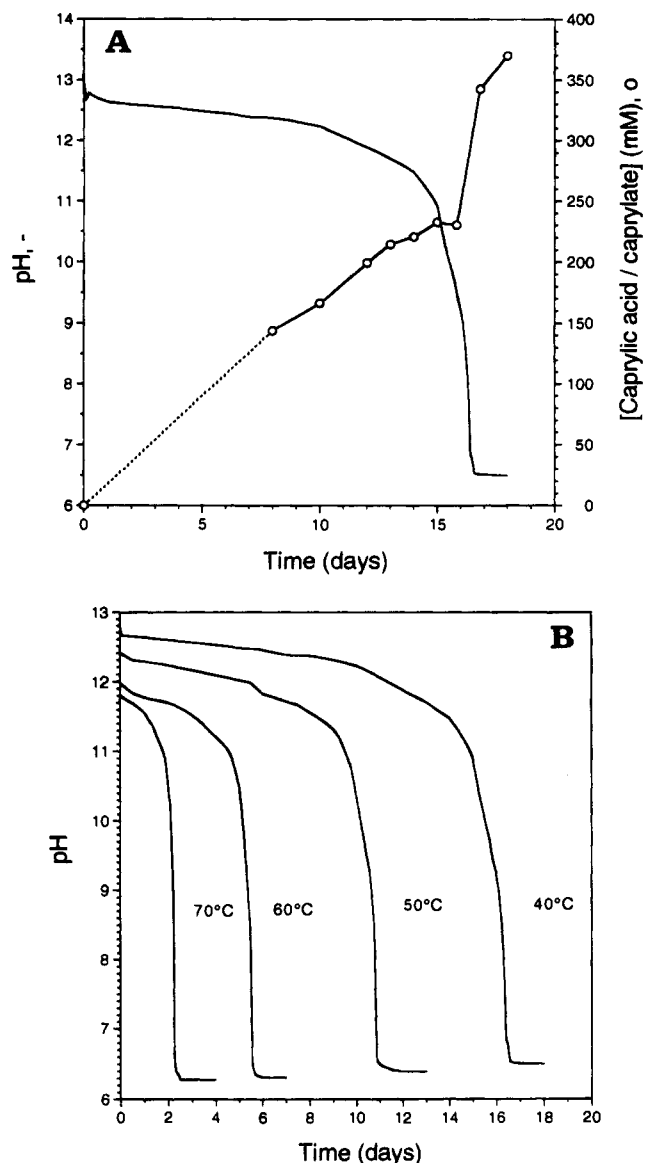 A
14
13
12
11
10
9
8
7
6
pH, -
400
350
300
250
200
150
100
50
0
[Caprylic acid / caprylate] (mM), o
0 5 10 15 20
Time (days)
B
13
12
11
10
9
8
7
6
pH
70°C 60°C 50°C 40°C
0 2 4 6 8 10 12 14 16 18 20
Time (days)